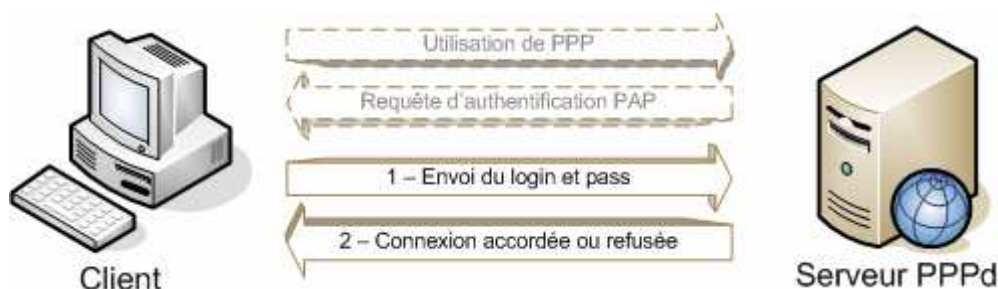 Utilisation de PPP
Requête d'authentification PAP
1 – Envoi du login et pass
2 – Connexion accordée ou refusée
Client
Serveur PPPd